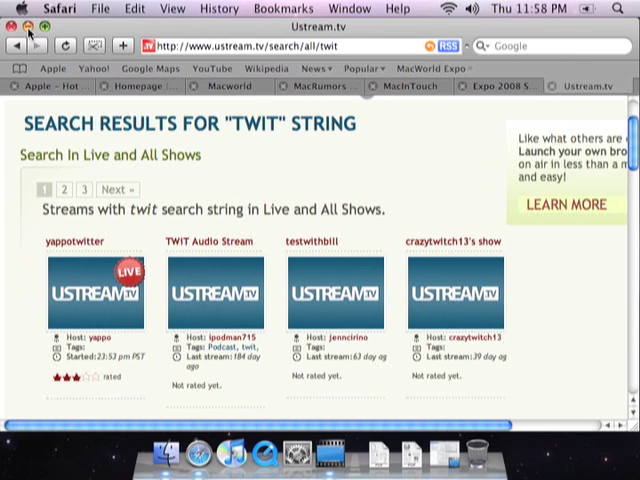 Safari File Edit View History Bookmarks Window Help Thu 11:58 PM
Ustream.tv
http://www.ustream.tv/search/all/twit RSS Google
Apple Yahoo! Google Maps YouTube Wikipedia News Popular MacWorld Expo
Apple – Hot ... Homepage |... Macworld MacRumors ... MacInTouch Expo 2008 S... Ustream.tv
SEARCH RESULTS FOR "TWIT" STRING
Search In Live and All Shows
1 2 3 Next »
Streams with twit search string in Live and All Shows.
Like what others are
Launch your own bro
on air in less than a m
and easy!
LEARN MORE
yappotwitter TWiT Audio Stream testwithbill crazytwitch13's show
LIVE
USTREAM.TV USTREAM.TV USTREAM.TV USTREAM.TV
Host: yappo
Tags:
Started: 23:53 pm PST
rated
Host: ipodman715
Tags: Podcast, twit,
Last stream: 184 day
ago
Not rated yet.
Host: jenncirino
Tags:
Last stream: 63 day ag
Not rated yet.
Host: crazytwitch13
Tags:
Last stream: 39 day ag
Not rated yet.